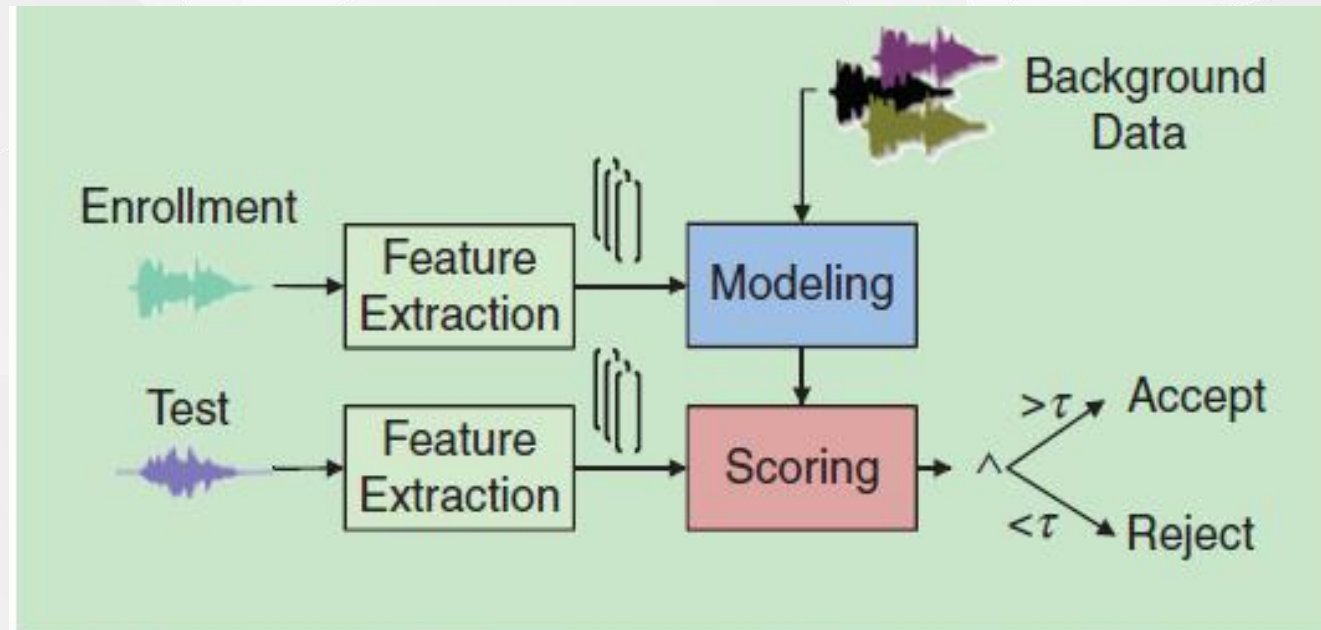 Background
Data
Enrollment
Feature
Extraction
Modeling
Test
Feature
Extraction
Scoring
^
>τ
Accept
<τ
Reject